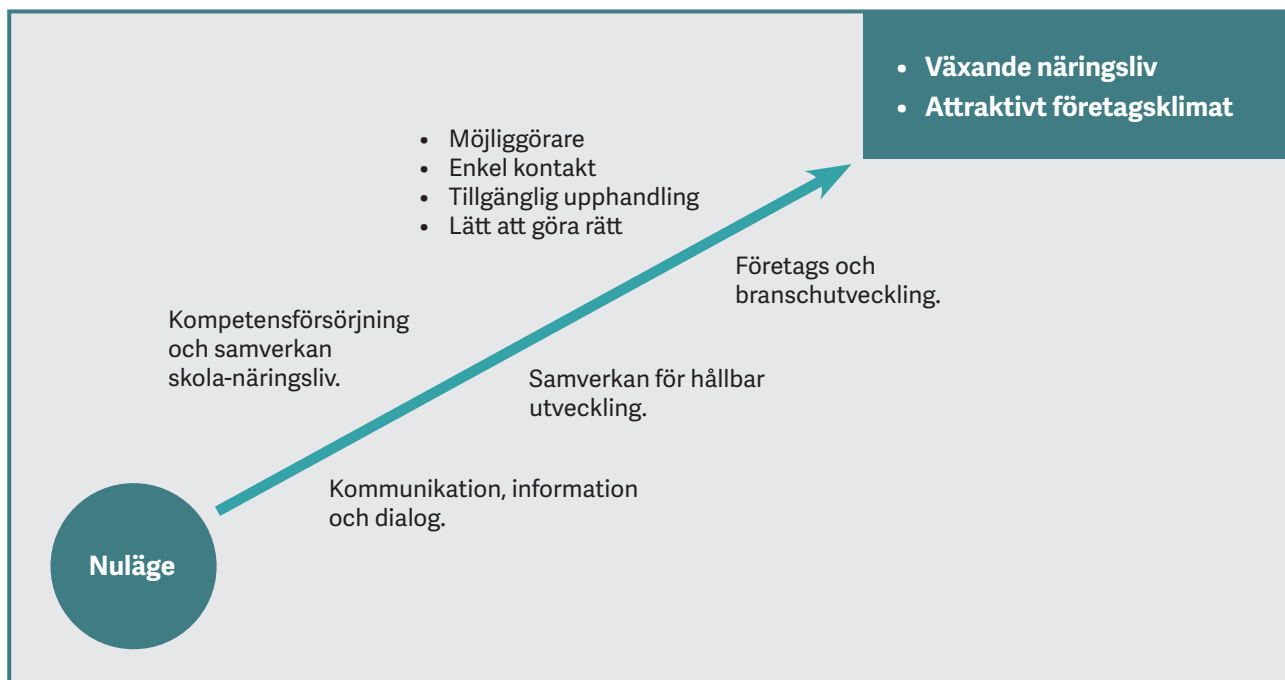 • Växande näringsliv
• Attraktivt företagsklimat
• Möjliggörare
• Enkel kontakt
• Tillgänglig upphandling
• Lätt att göra rätt
Företags och
branschutveckling.
Kompetensförsörjning
och samverkan
skola-näringsliv.
Samverkan för hållbar
utveckling.
Kommunikation, information
och dialog.
Nuläge